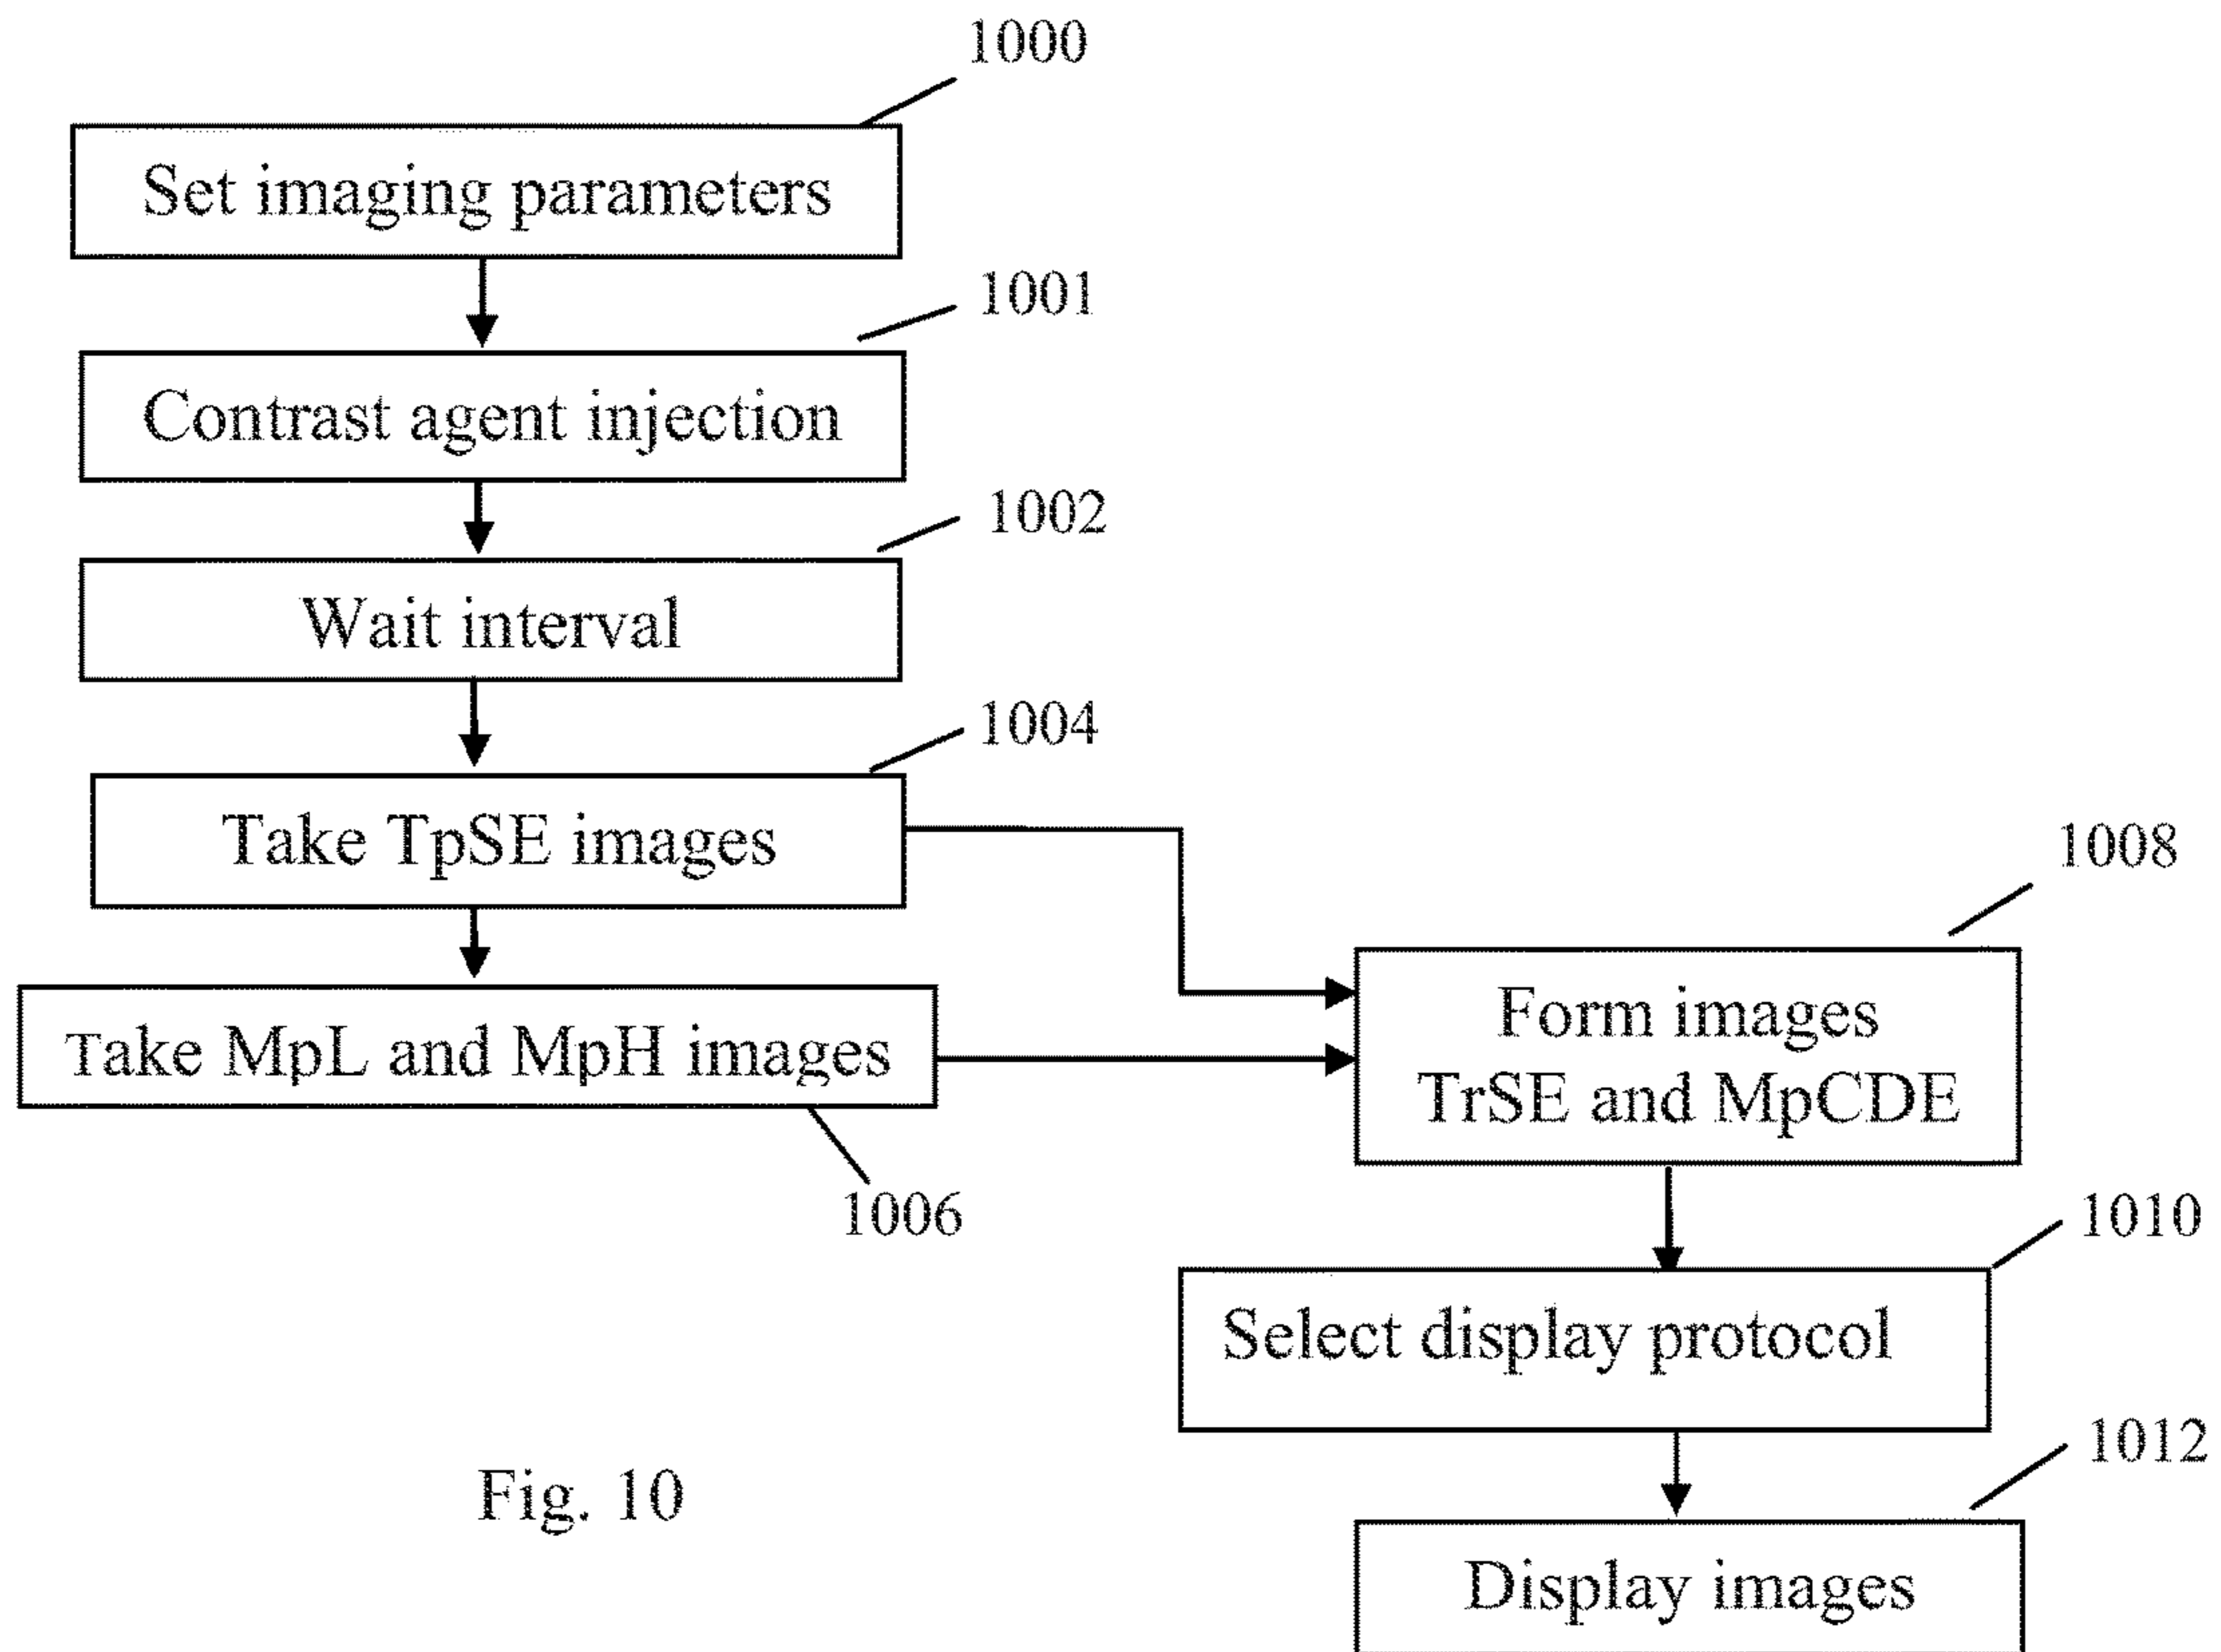 1000
Set imaging parameters
1001
Contrast agent injection
1002
Wait interval
1004
Take TpSE images
1008
Take MpL and MpH images
Form images
TrSE and MpCDE
1006
1010
Select display protocol
1012
Fig. 10
Display images